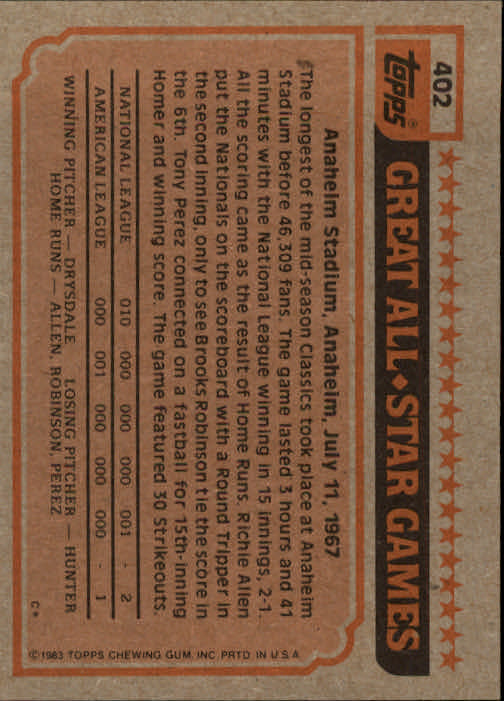 402
topps®
GREAT ALL◆STAR GAMES
Anaheim Stadium, Anaheim, July 11, 1967
The longest of the mid-season Classics took place at Anaheim
Stadium before 46,309 fans. The game lasted 3 hours and 41
minutes with the National League winning in 15 innings, 2-1.
All the scoring came as the result of Home Runs. Richie Allen
put the Nationals on the scoreboard with a Round Tripper in
the second inning, only to see Brooks Robinson tie the score in
the 6th. Tony Perez connected on a fastball for 15th-inning
Homer and winning score. The game featured 30 Strikeouts.
NATIONAL LEAGUE 010 000 000 000 001 - 2
AMERICAN LEAGUE 000 001 000 000 000 - 1
WINNING PITCHER — DRYSDALE LOSING PITCHER — HUNTER
HOME RUNS — ALLEN, ROBINSON, PEREZ
C*
©1983 TOPPS CHEWING GUM, INC. PRTD. IN U.S.A.